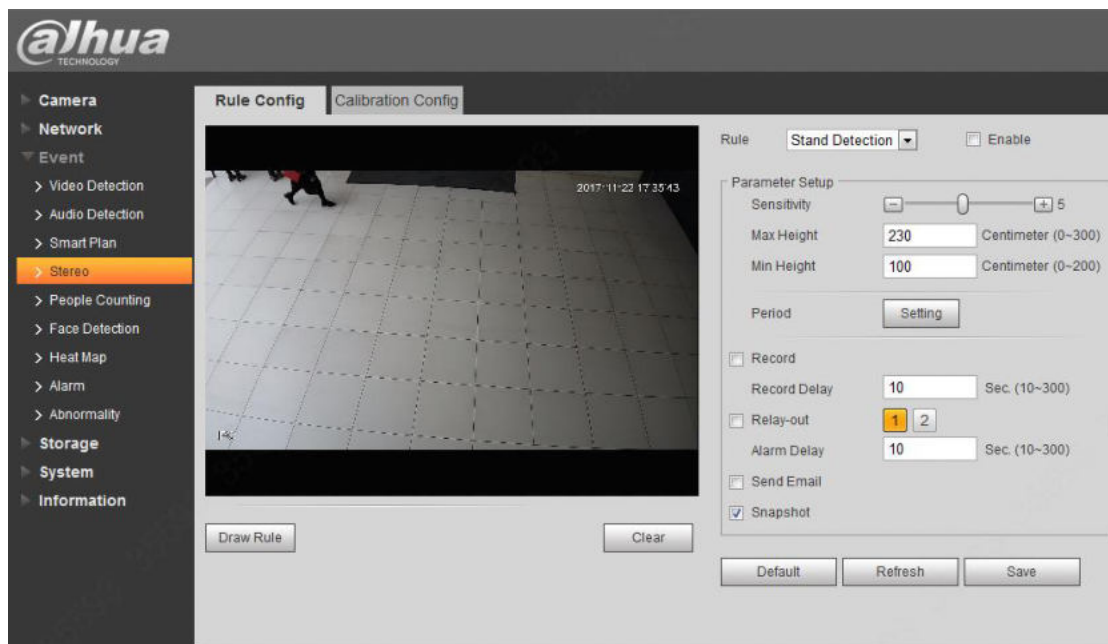 alhua
TECHNOLOGY
Camera
Network
Event
Video Detection
Audio Detection
Smart Plan
Stereo
People Counting
Face Detection
Heat Map
Alarm
Abnormality
Storage
System
Information
Rule Config
Calibration Config
2017-11-22 17:35:43
Draw Rule
Clear
Rule
Stand Detection
Enable
Parameter Setup
Sensitivity
5
Max Height
230
Centimeter (0~300)
Min Height
100
Centimeter (0~200)
Period
Setting
Record
Record Delay
10
Sec. (10~300)
Relay-out
1
2
Alarm Delay
10
Sec. (10~300)
Send Email
Snapshot
Default
Refresh
Save